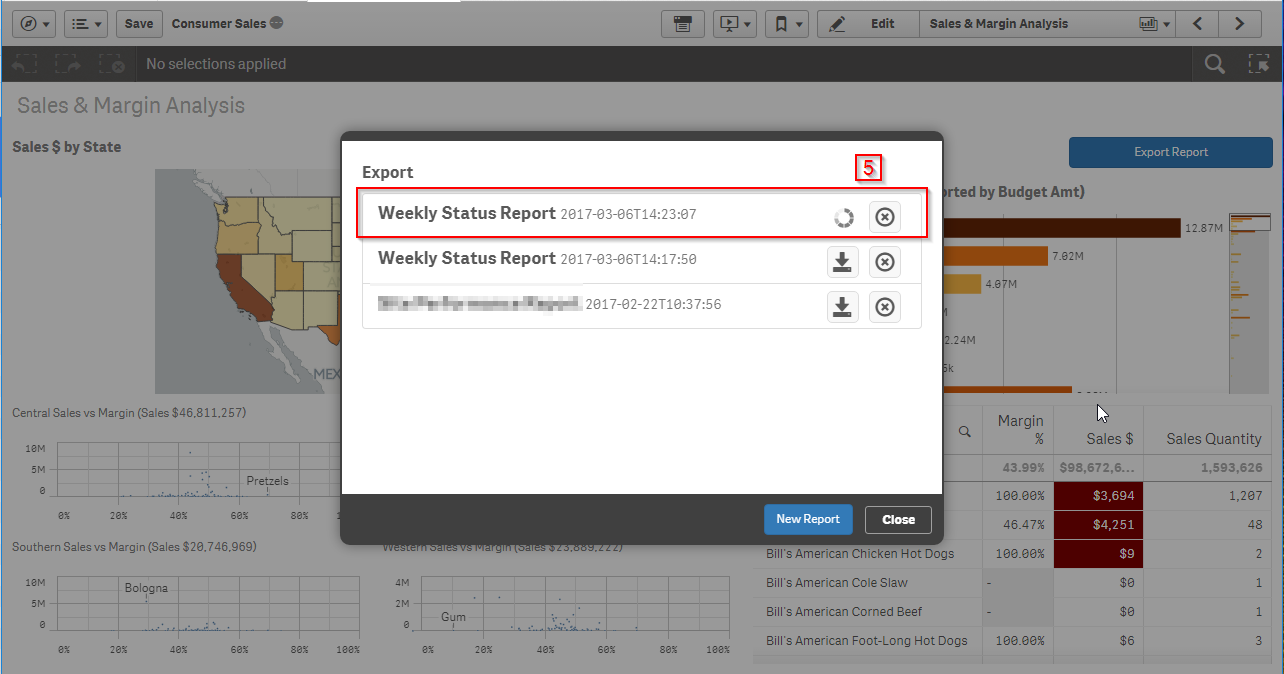 Save
Consumer Sales
Edit
Sales & Margin Analysis
No selections applied
Sales & Margin Analysis
Sales $ by State
Export Report
rted by Budget Amt)
12.87M
7.02M
4.07M
2.24M
5k
MEX
Export
5
Weekly Status Report 2017-03-06T14:23:07
Weekly Status Report 2017-03-06T14:17:50
2017-02-22T10:37:56
New Report
Close
Central Sales vs Margin (Sales $46,811,257)
10M
5M
0
Pretzels
0%
20%
40%
60%
80%
Southern Sales vs Margin (Sales $20,746,969)
10M
5M
0
Bologna
0%
20%
40%
60%
80%
100%
Western Sales vs Margin (Sales $23,889,222)
4M
2M
0
Gum
0%
20%
40%
60%
80%
100%
Margin %
Sales $
Sales Quantity
43.99%
$98,672,6...
1,593,626
100.00%
$3,694
1,207
46.47%
$4,251
48
Bill's American Chicken Hot Dogs
100.00%
$9
2
Bill's American Cole Slaw
-
$0
1
Bill's American Corned Beef
-
$0
1
Bill's American Foot-Long Hot Dogs
100.00%
$6
3